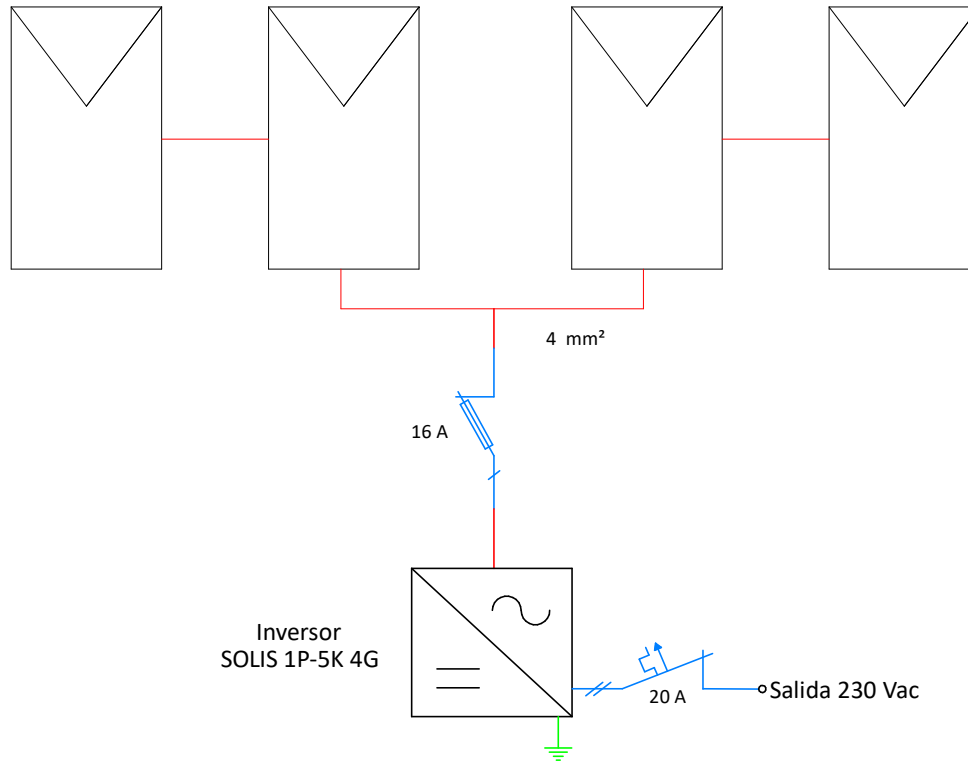 4 mm²
16 A
Inversor
SOLIS 1P-5K 4G
20 A
Salida 230 Vac